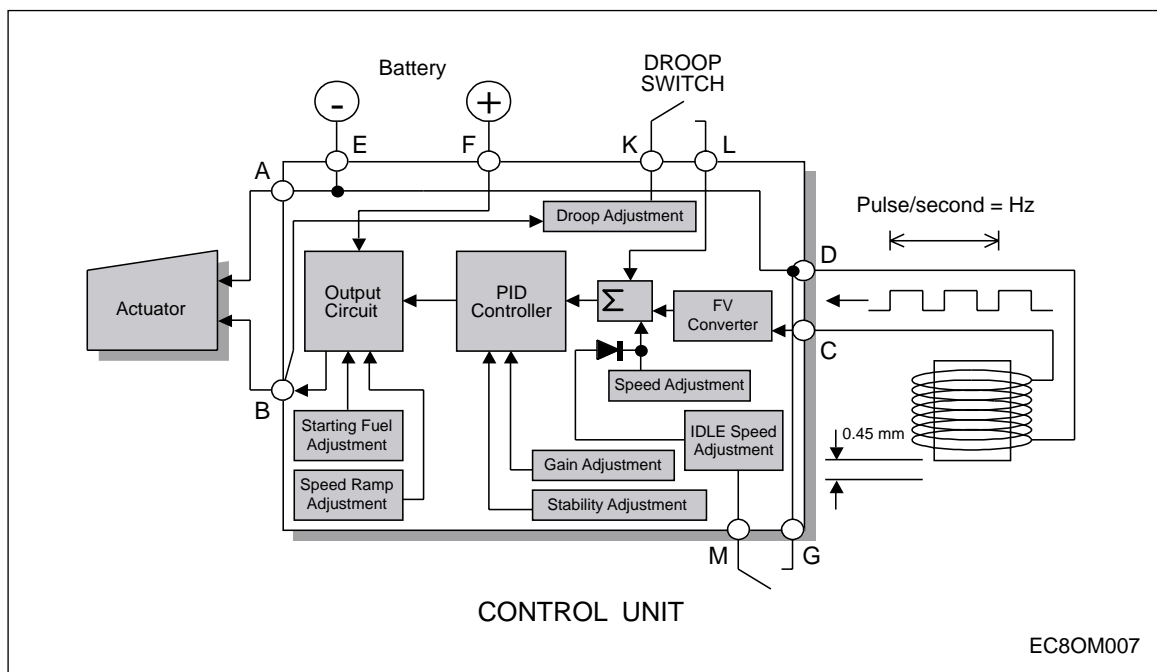 Battery
DROOP
SWITCH
-
+
E
F
K
L
A
Droop Adjustment
Pulse/second = Hz
D
Actuator
Output
Circuit
PID
Controller
Σ
FV
Converter
C
Speed Adjustment
B
Starting Fuel
Adjustment
IDLE Speed
Adjustment
0.45 mm
Gain Adjustment
Speed Ramp
Adjustment
Stability Adjustment
M
G
CONTROL UNIT
EC8OM007